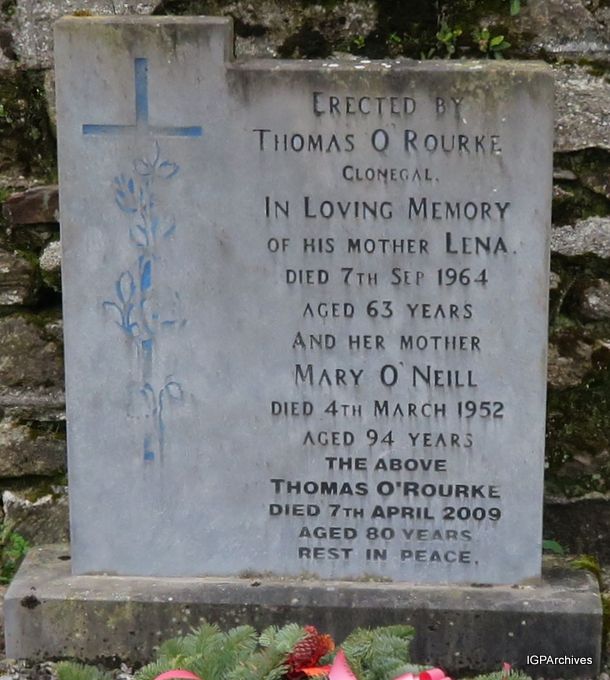 ERECTED BY
THOMAS O'ROURKE
CLONEGAL.
IN LOVING MEMORY
OF HIS MOTHER LENA.
DIED 7TH SEP 1964
AGED 63 YEARS
AND HER MOTHER
MARY O'NEILL
DIED 4TH MARCH 1952
AGED 94 YEARS
THE ABOVE
THOMAS O'ROURKE
DIED 7TH APRIL 2009
AGED 80 YEARS
REST IN PEACE.
IGPArchives